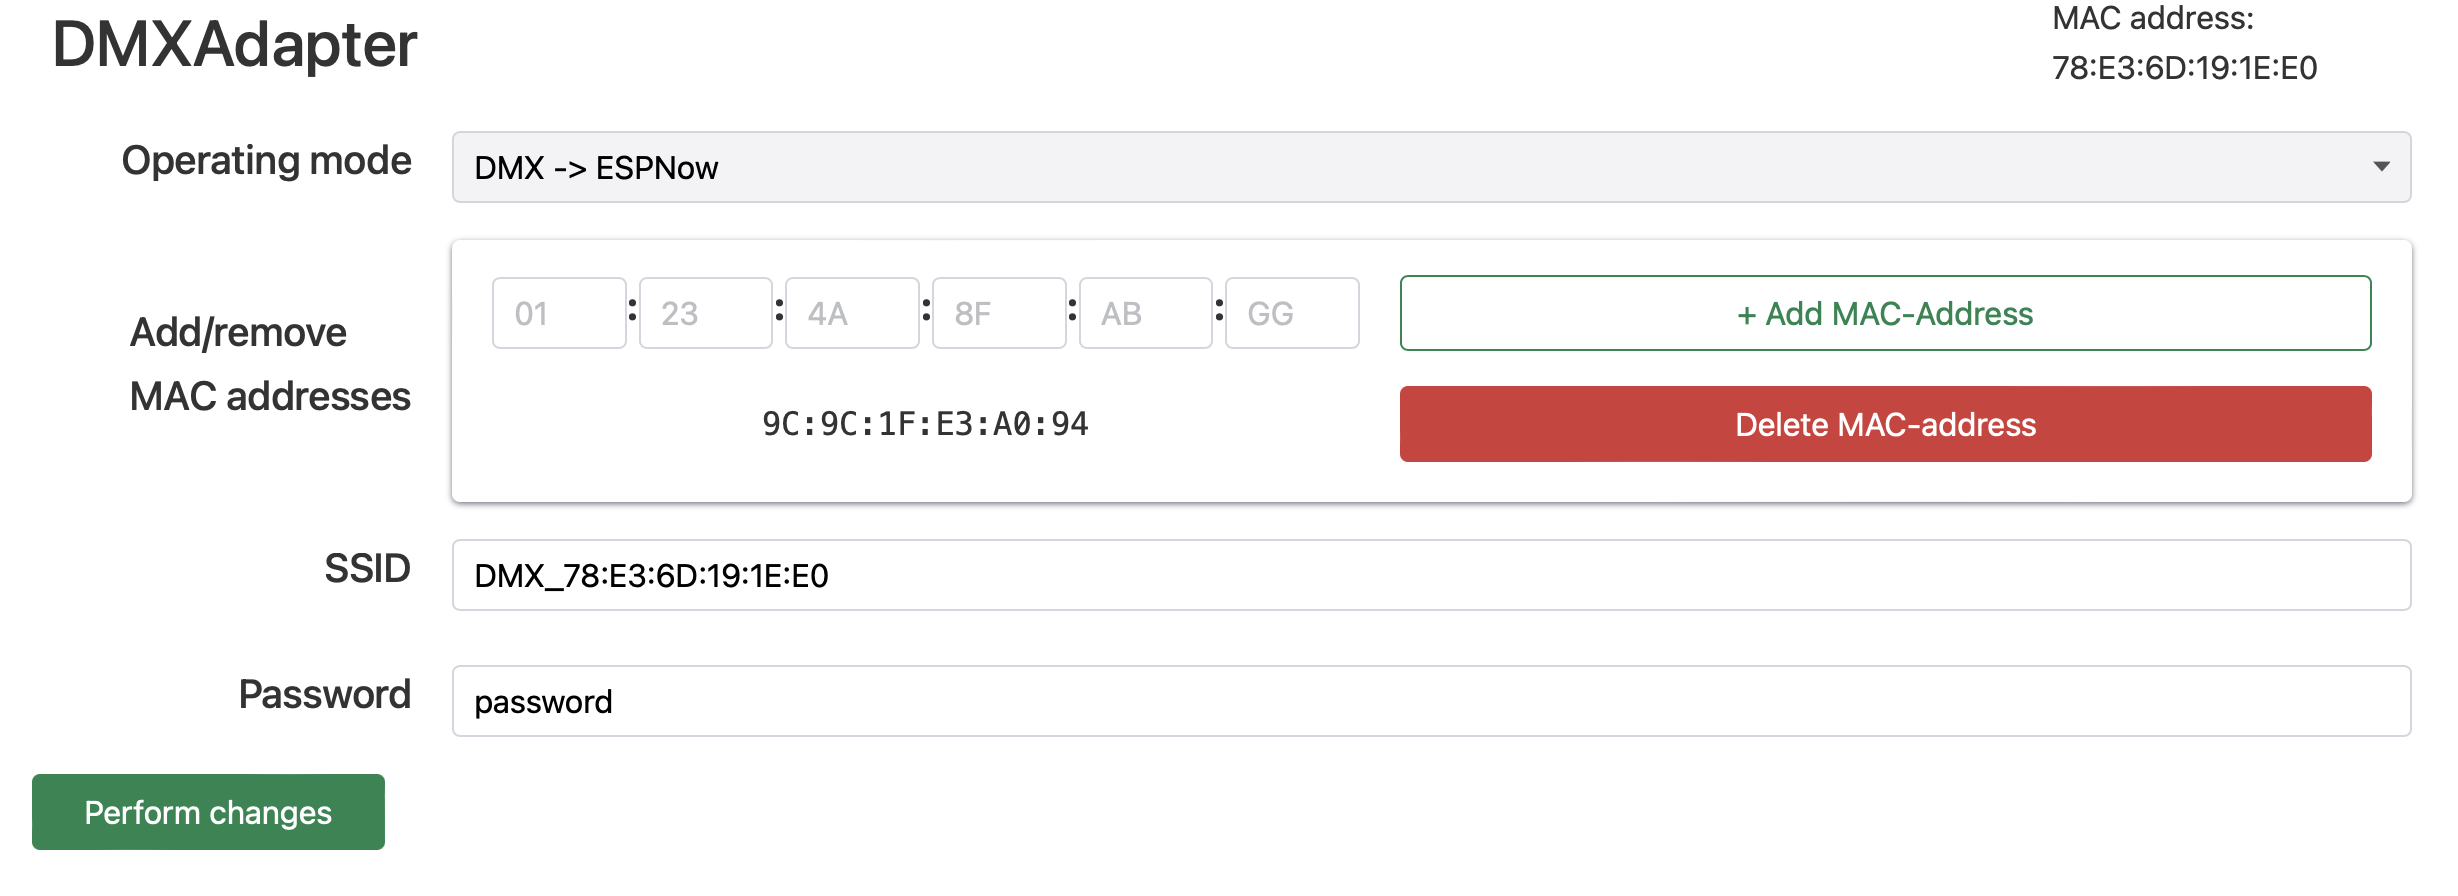 DMXAdapter
MAC address:
78:E3:6D:19:1E:E0
Operating mode
DMX -> ESPNow
Add/remove
MAC addresses
01 : 23 : 4A : 8F : AB : GG
+ Add MAC-Address
9C:9C:1F:E3:A0:94
Delete MAC-address
SSID
DMX_78:E3:6D:19:1E:E0
Password
password
Perform changes